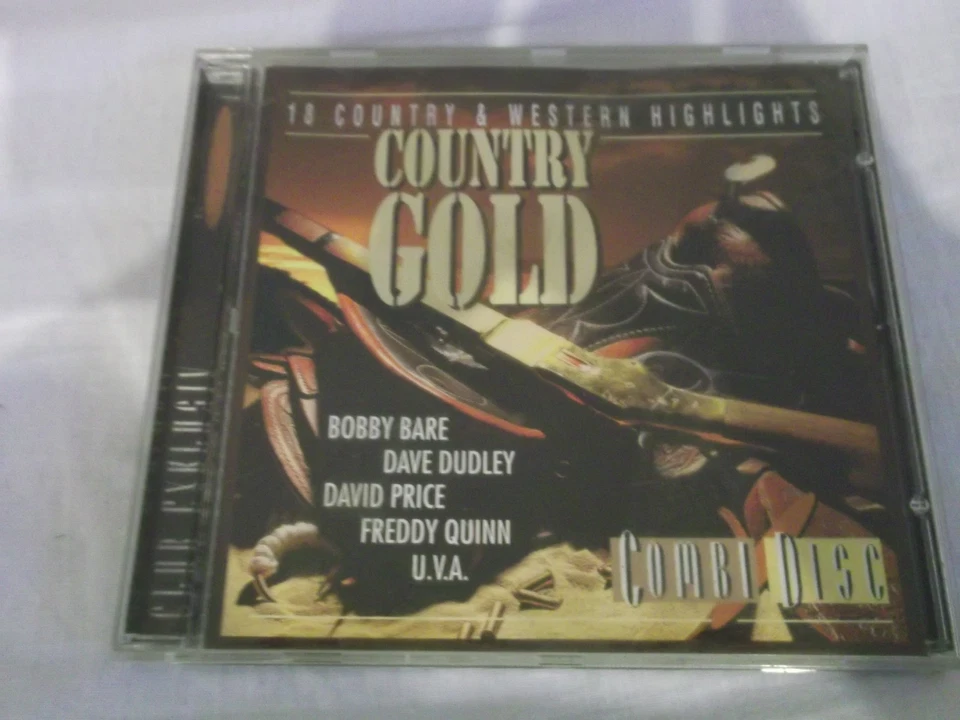 18 COUNTRY & WESTERN HIGHLIGHTS
COUNTRY
GOLD
BOBBY BARE
DAVE DUDLEY
DAVID PRICE
FREDDY QUINN
U.V.A.
COMBI DISC
CLUB EXKLUSIV